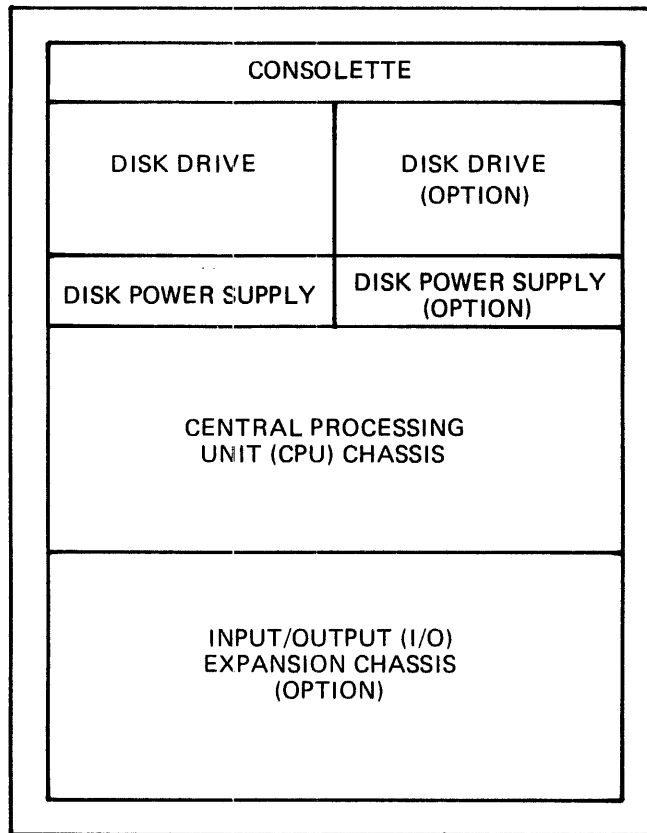 CONSOLETTE
DISK DRIVE
DISK DRIVE
(OPTION)
DISK POWER SUPPLY
DISK POWER SUPPLY
(OPTION)
CENTRAL PROCESSING
UNIT (CPU) CHASSIS
INPUT/OUTPUT (I/O)
EXPANSION CHASSIS
(OPTION)